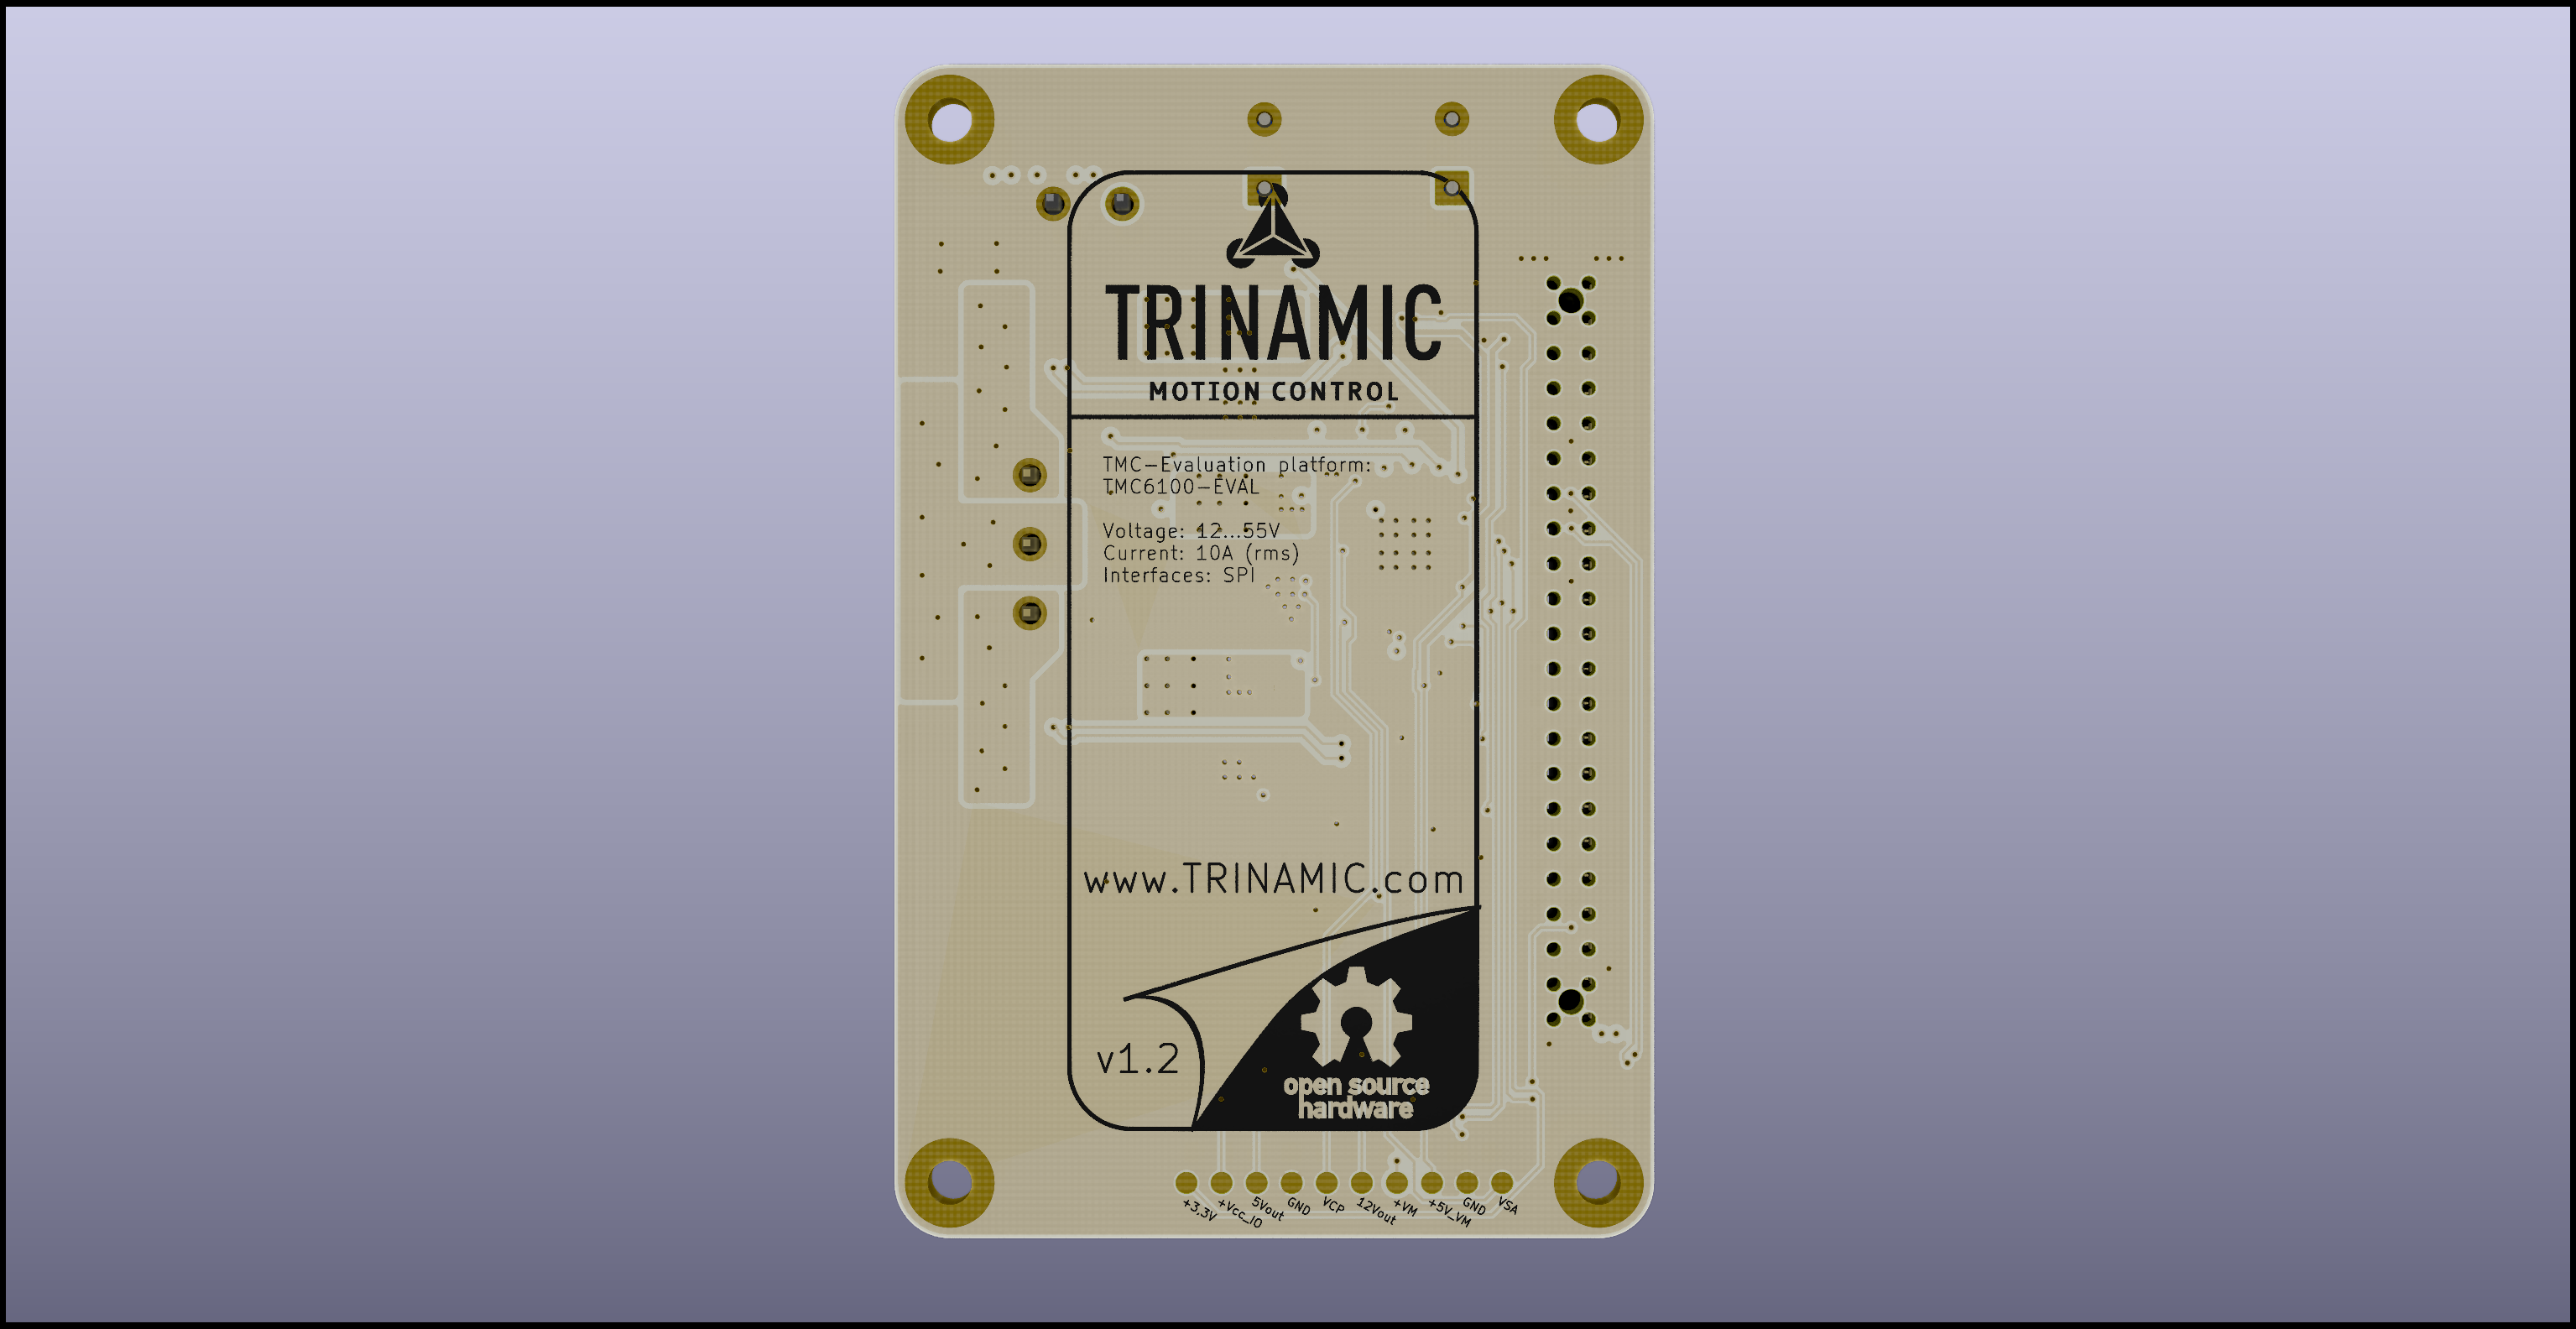 TRINAMIC
MOTION CONTROL
TMC-Evaluation platform:
TMC6100-EVAL
Voltage: 12...55V
Current: 10A (rms)
Interfaces: SPI
www.TRINAMIC.com
v1.2
open source
hardware
+3.3V +Vcc_IO 5Vout GND VCP 12Vout +VM +5V_VM GND VSA